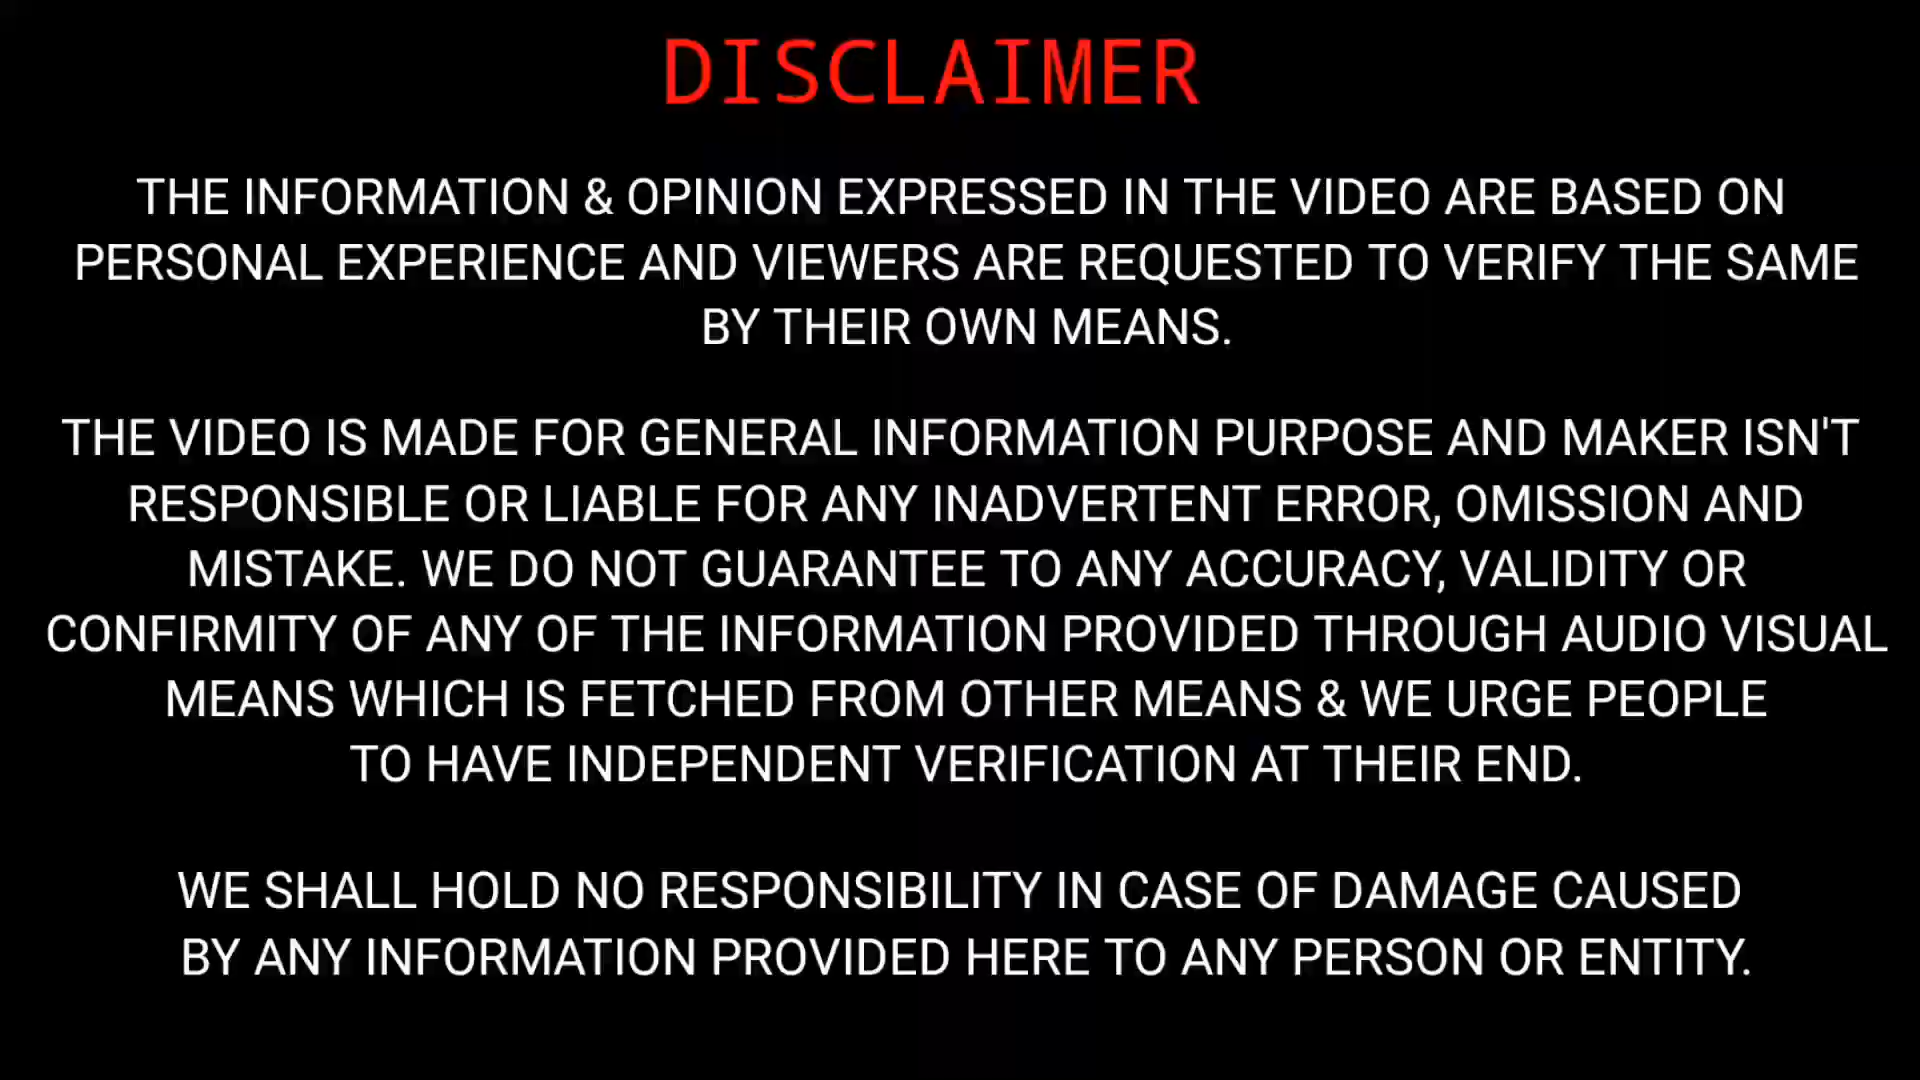 DISCLAIMER
THE INFORMATION & OPINION EXPRESSED IN THE VIDEO ARE BASED ON
PERSONAL EXPERIENCE AND VIEWERS ARE REQUESTED TO VERIFY THE SAME
BY THEIR OWN MEANS.
THE VIDEO IS MADE FOR GENERAL INFORMATION PURPOSE AND MAKER ISN'T
RESPONSIBLE OR LIABLE FOR ANY INADVERTENT ERROR, OMISSION AND
MISTAKE. WE DO NOT GUARANTEE TO ANY ACCURACY, VALIDITY OR
CONFIRMITY OF ANY OF THE INFORMATION PROVIDED THROUGH AUDIO VISUAL
MEANS WHICH IS FETCHED FROM OTHER MEANS & WE URGE PEOPLE
TO HAVE INDEPENDENT VERIFICATION AT THEIR END.
WE SHALL HOLD NO RESPONSIBILITY IN CASE OF DAMAGE CAUSED
BY ANY INFORMATION PROVIDED HERE TO ANY PERSON OR ENTITY.